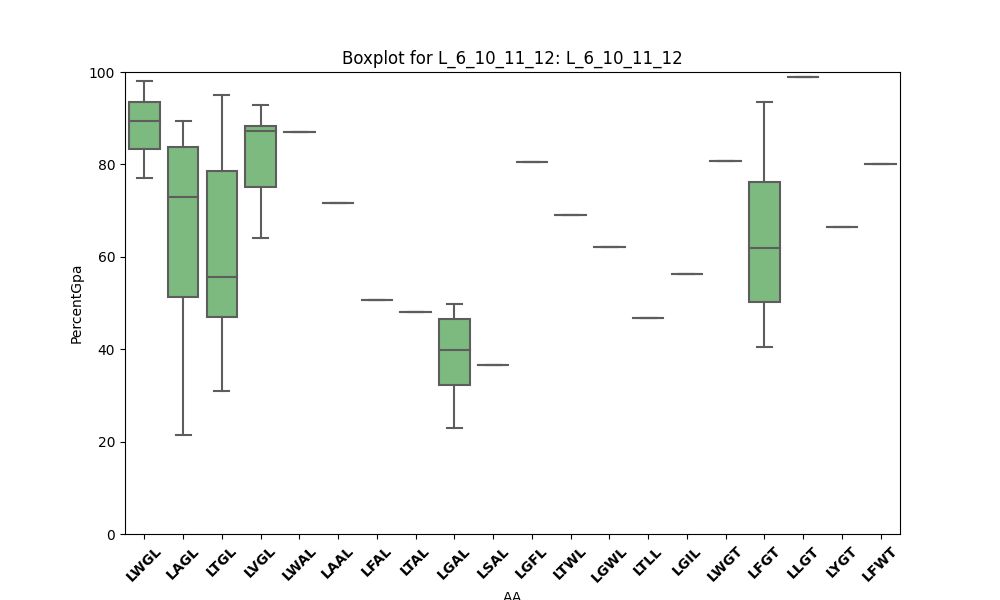 Boxplot for L_6_10_11_12: L_6_10_11_12
PercentGpa
100
80
60
40
20
0
LWGL LAGL LTGL LVGL LWAL LAAL LFAL LTAL LGAL LSAL LGFL LTWL LGWL LTLL LGIL LWGT LFGT LLGT LYGT LFWT
AA